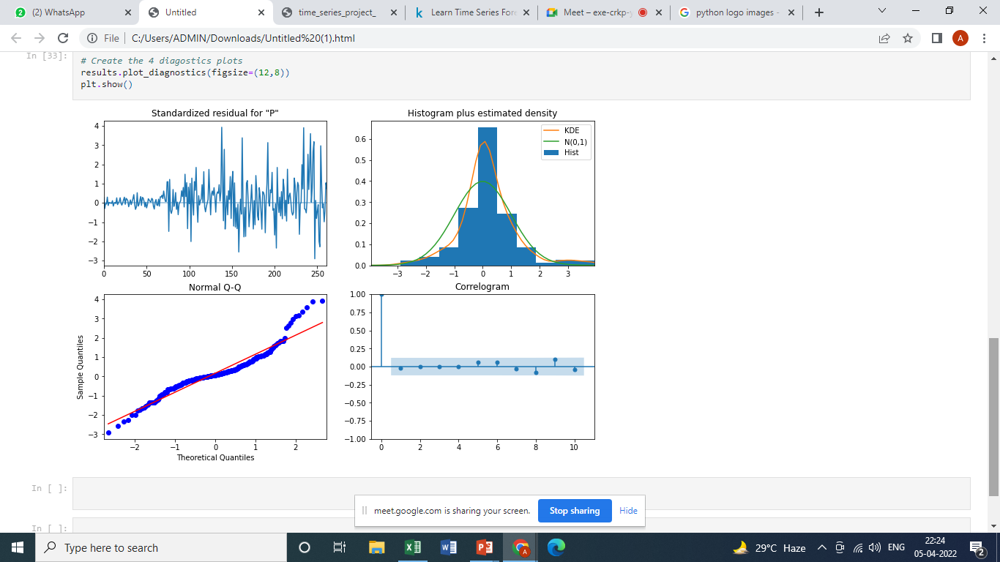 (2) WhatsApp
Untitled
time_series_project_
Learn Time Series Fore
Meet – exe-crkp-y
python logo images -
File
C:/Users/ADMIN/Downloads/Untitled%20(1).html
A
In [33]:
# Create the 4 diagostics plots
results.plot_diagnostics(figsize=(12,8))
plt.show()
Standardized residual for "P"
4
3
2
1
0
−1
−2
−3
0 50 100 150 200 250
Histogram plus estimated density
KDE
N(0,1)
Hist
0.6
0.5
0.4
0.3
0.2
0.1
0.0
−3 −2 −1 0 1 2 3
Normal Q-Q
Sample Quantiles
4
3
2
1
0
−1
−2
−3
−2 −1 0 1 2
Theoretical Quantiles
Correlogram
1.00
0.75
0.50
0.25
0.00
−0.25
−0.50
−0.75
−1.00
0 2 4 6 8 10
In [ ]:
meet.google.com is sharing your screen.
Stop sharing
Hide
In [ ]:
Type here to search
29°C Haze
ENG
22:24
05-04-2022
2